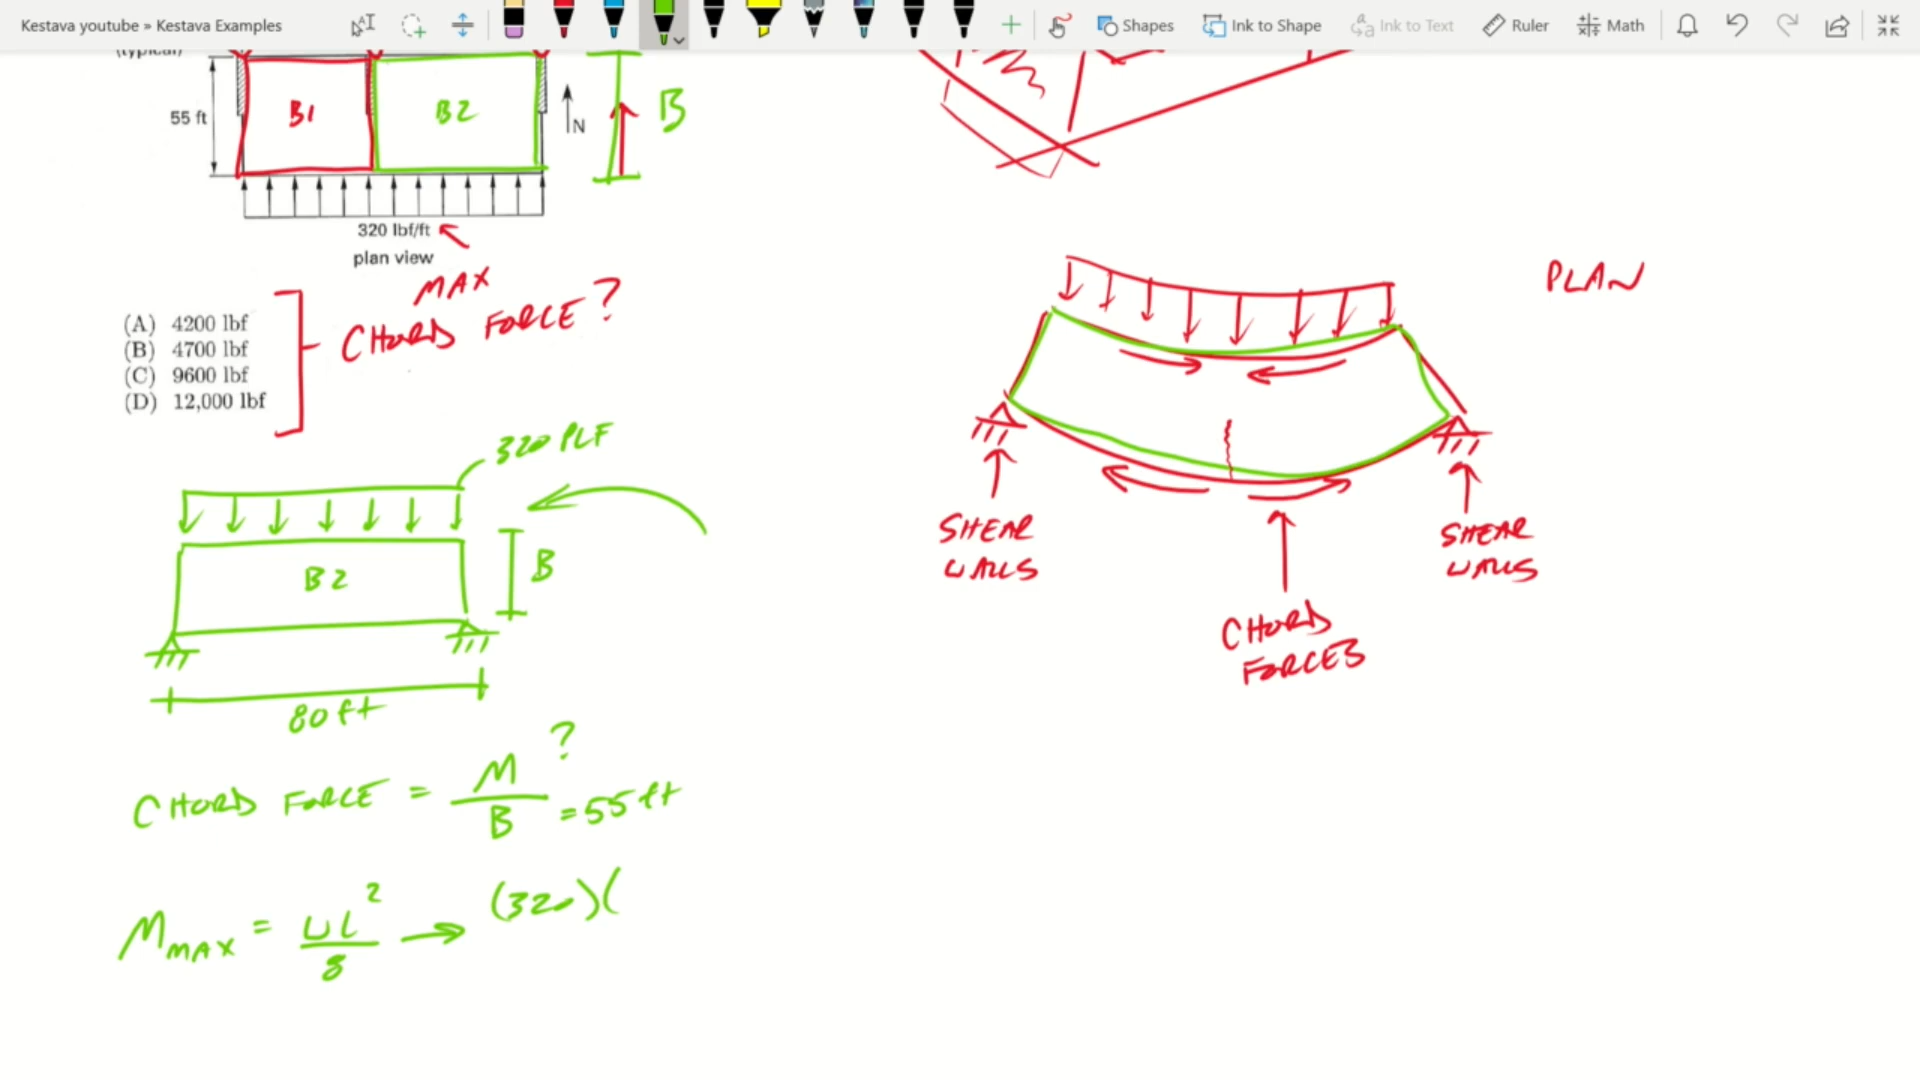 Kestava youtube » Kestava Examples
Shapes
Ink to Shape
Ink to Text
Ruler
Math
(typical)
55 ft
B1
B2
N
B
320 lbf/ft
plan view
MAX
CHORD FORCE?
(A) 4200 lbf
(B) 4700 lbf
(C) 9600 lbf
(D) 12,000 lbf
320 PLF
B2
B
80 ft
CHORD FORCE = M / B ? = 55 ft
M MAX = wL² / 8 → (320)(
PLAN
SHEAR
WALLS
SHEAR
WALLS
CHORD
FORCES